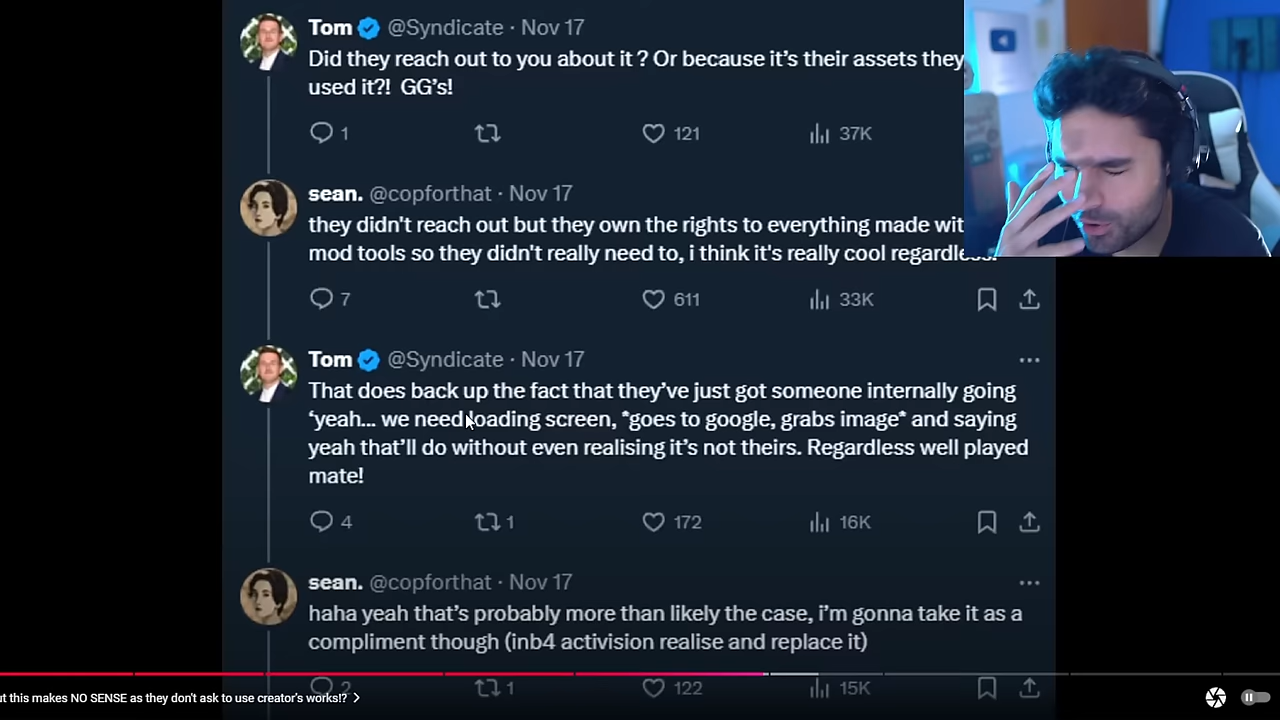 Tom @Syndicate · Nov 17
Did they reach out to you about it ? Or because it’s their assets they
used it?! GG’s!
1 121 37K
sean. @copforthat · Nov 17
they didn't reach out but they own the rights to everything made
mod tools so they didn't really need to, i think it's really cool
7 611 33K
Tom @Syndicate · Nov 17
That does back up the fact that they’ve just got someone internally going
‘yeah... we need loading screen, *goes to google, grabs image* and saying
yeah that’ll do without even realising it’s not theirs. Regardless well played
mate!
4 1 172 16K
sean. @copforthat · Nov 17
haha yeah that’s probably more than likely the case, i’m gonna take it as a
compliment though (inb4 activision realise and replace it)
2 1 122 15K
this makes NO SENSE as they don't ask to use creator's works!?